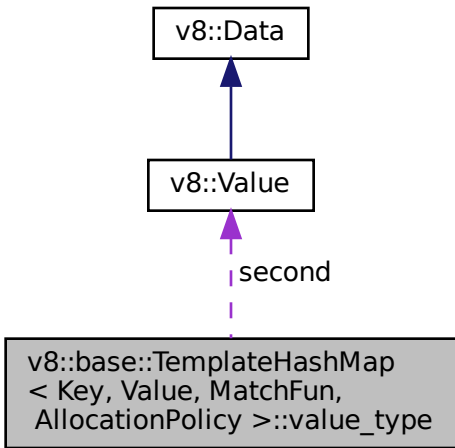 v8::Data
v8::Value
second
v8::base::TemplateHashMap
< Key, Value, MatchFun,
AllocationPolicy >::value_type